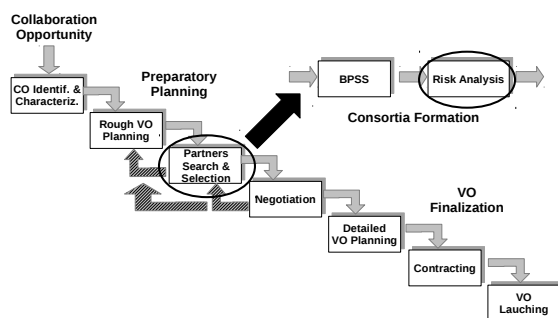 Collaboration
Opportunity
CO Identif. &
Characteriz.
Preparatory
Planning
Rough VO
Planning
Partners
Search &
Selection
BPSS
Risk Analysis
Consortia Formation
Negotiation
VO
Finalization
Detailed
VO Planning
Contracting
VO
Lauching